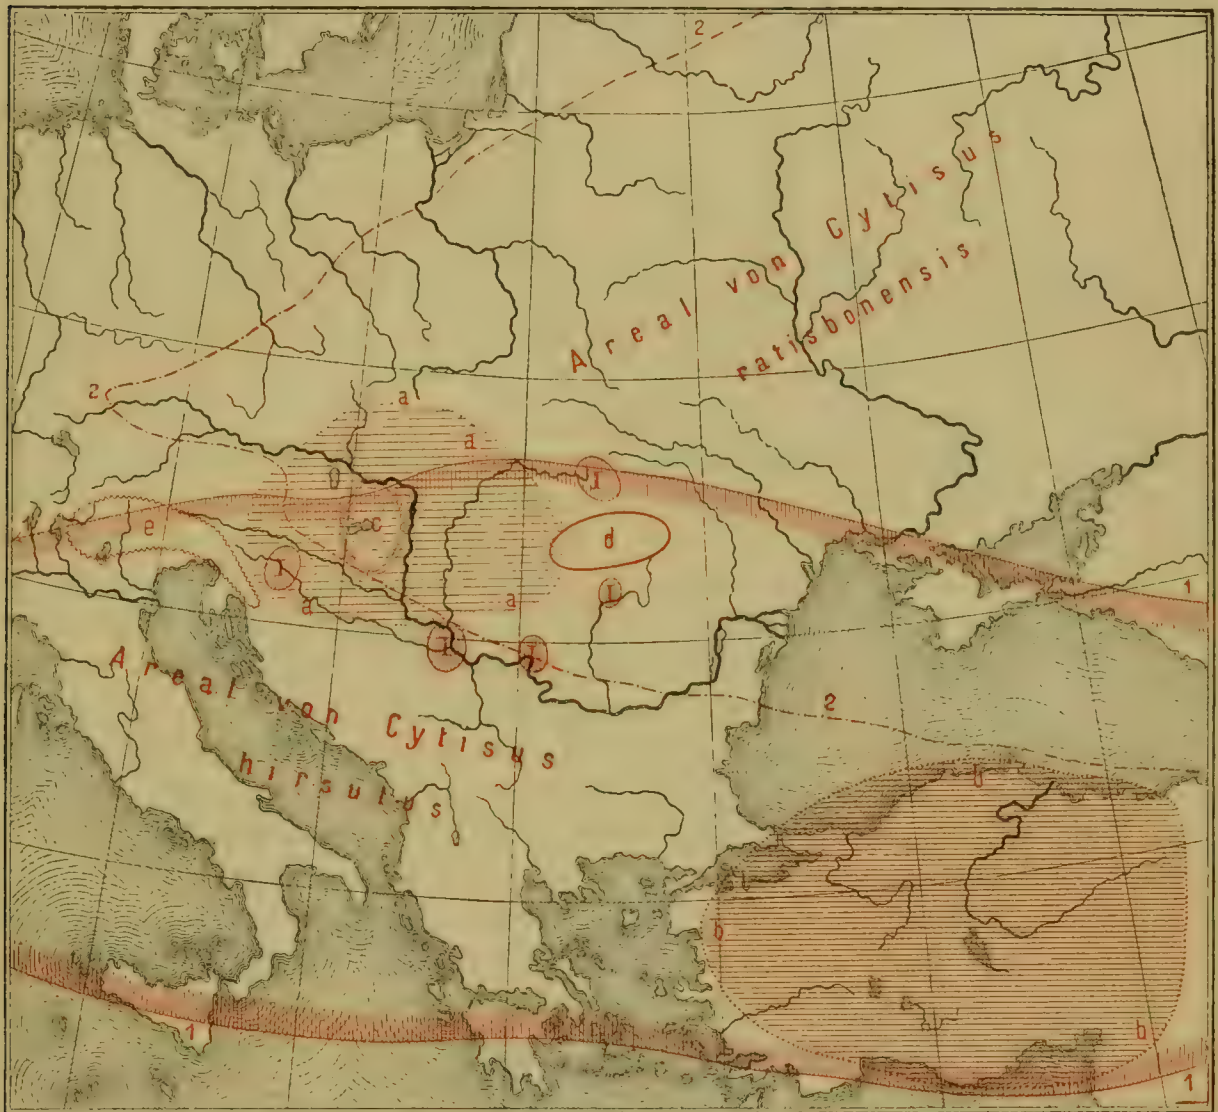 2
Areal von Cytisus
ratisbonensis
2
a
a
I
c
e
d
I
I
a
a
1
I
I
Areal von Cytisus
hirsutus
2
b
b
b
1
1